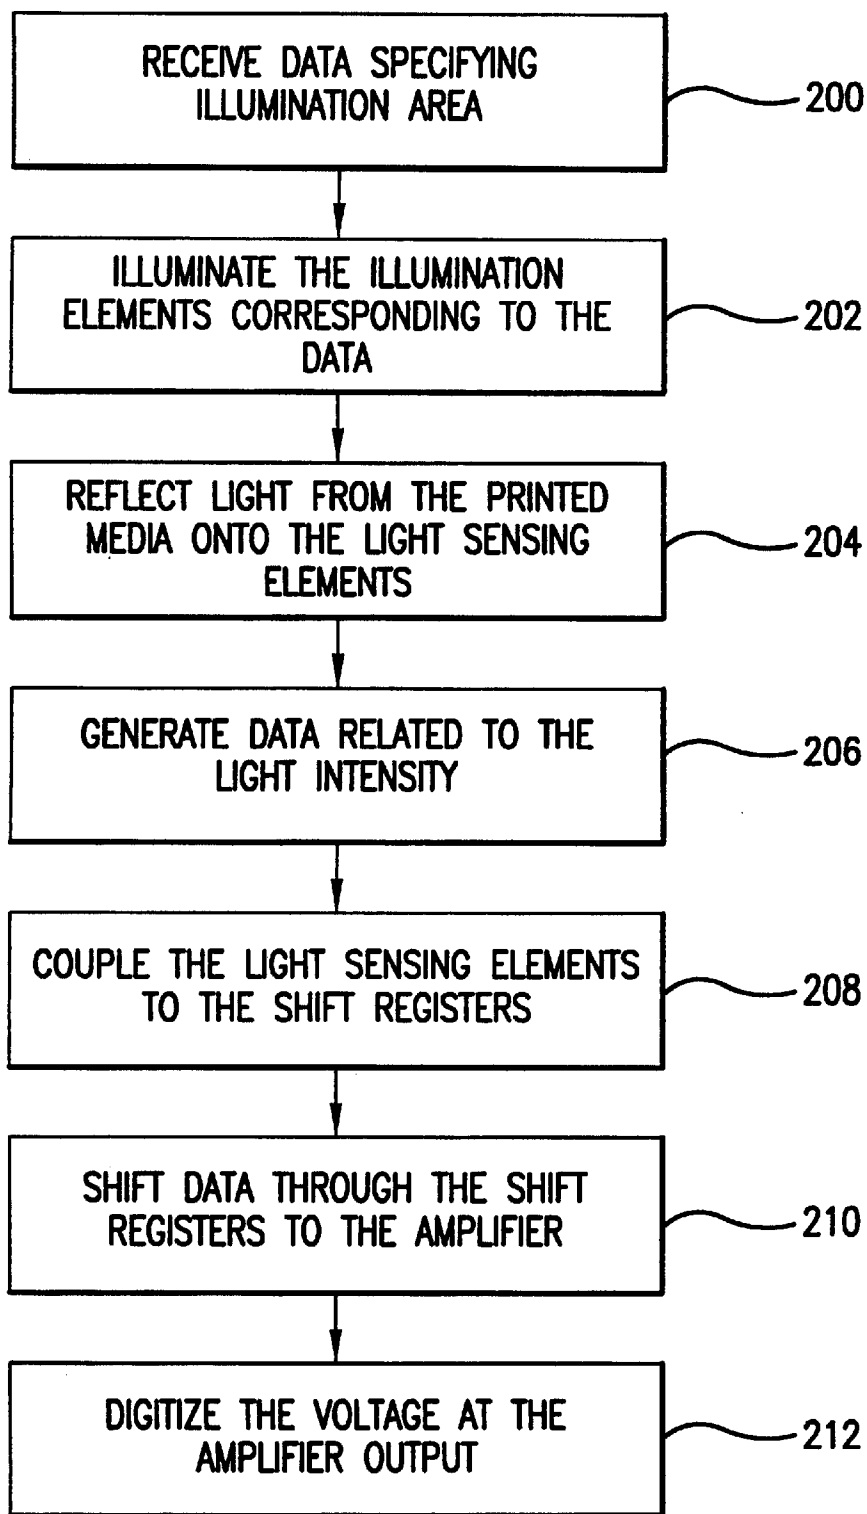 RECEIVE DATA SPECIFYING
ILLUMINATION AREA
200
ILLUMINATE THE ILLUMINATION
ELEMENTS CORRESPONDING TO THE
DATA
202
REFLECT LIGHT FROM THE PRINTED
MEDIA ONTO THE LIGHT SENSING
ELEMENTS
204
GENERATE DATA RELATED TO THE
LIGHT INTENSITY
206
COUPLE THE LIGHT SENSING ELEMENTS
TO THE SHIFT REGISTERS
208
SHIFT DATA THROUGH THE SHIFT
REGISTERS TO THE AMPLIFIER
210
DIGITIZE THE VOLTAGE AT THE
AMPLIFIER OUTPUT
212